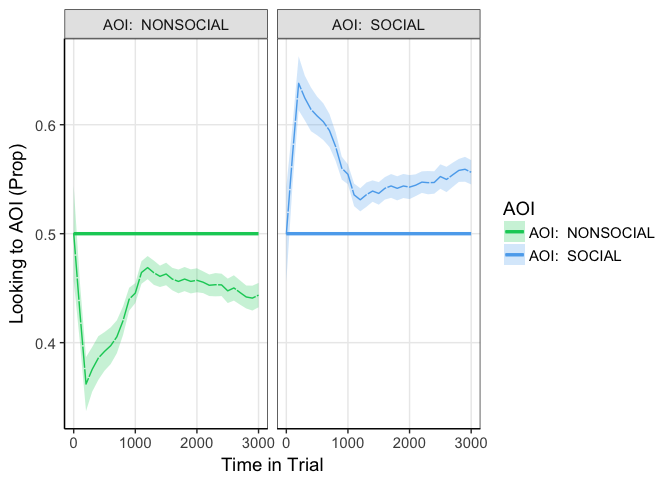 AOI:  NONSOCIAL
AOI:  SOCIAL
Looking to AOI (Prop)
0.6
0.5
0.4
0 1000 2000 3000
0 1000 2000 3000
Time in Trial
AOI
AOI:  NONSOCIAL
AOI:  SOCIAL